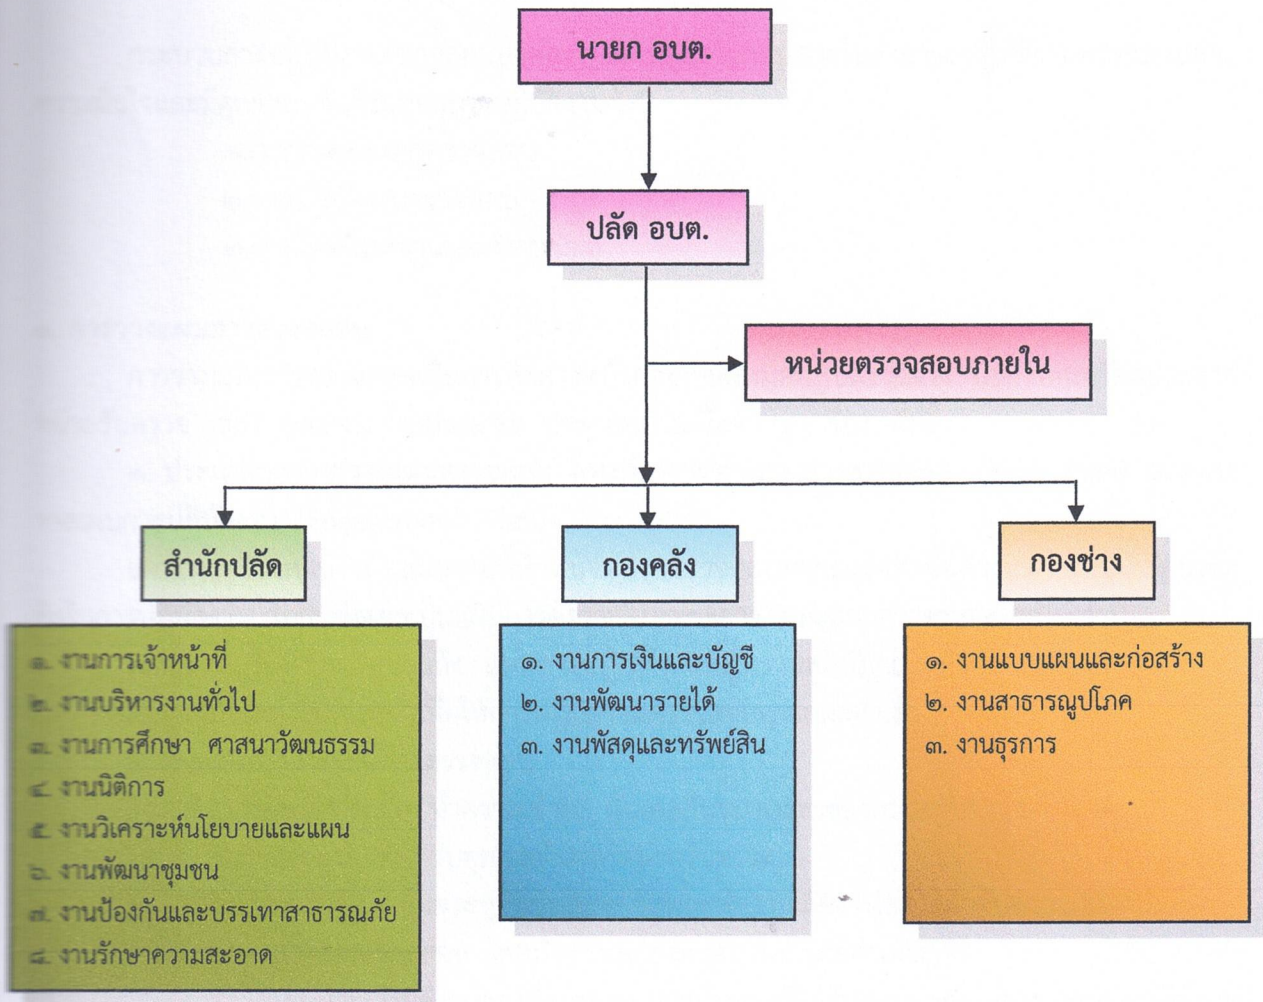 นายก อบต.
ปลัด อบต.
หน่วยตรวจสอบภายใน
สำนักปลัด
๑. งานการเจ้าหน้าที่
๒. งานบริหารงานทั่วไป
๓. งานการศึกษา ศาสนาวัฒนธรรม
๔. งานนิติการ
๕. งานวิเคราะห์นโยบายและแผน
๖. งานพัฒนาชุมชน
๗. งานป้องกันและบรรเทาสาธารณภัย
๘. งานรักษาความสะอาด
กองคลัง
๑. งานการเงินและบัญชี
๒. งานพัฒนารายได้
๓. งานพัสดุและทรัพย์สิน
กองช่าง
๑. งานแบบแผนและก่อสร้าง
๒. งานสาธารณูปโภค
๓. งานธุรการ